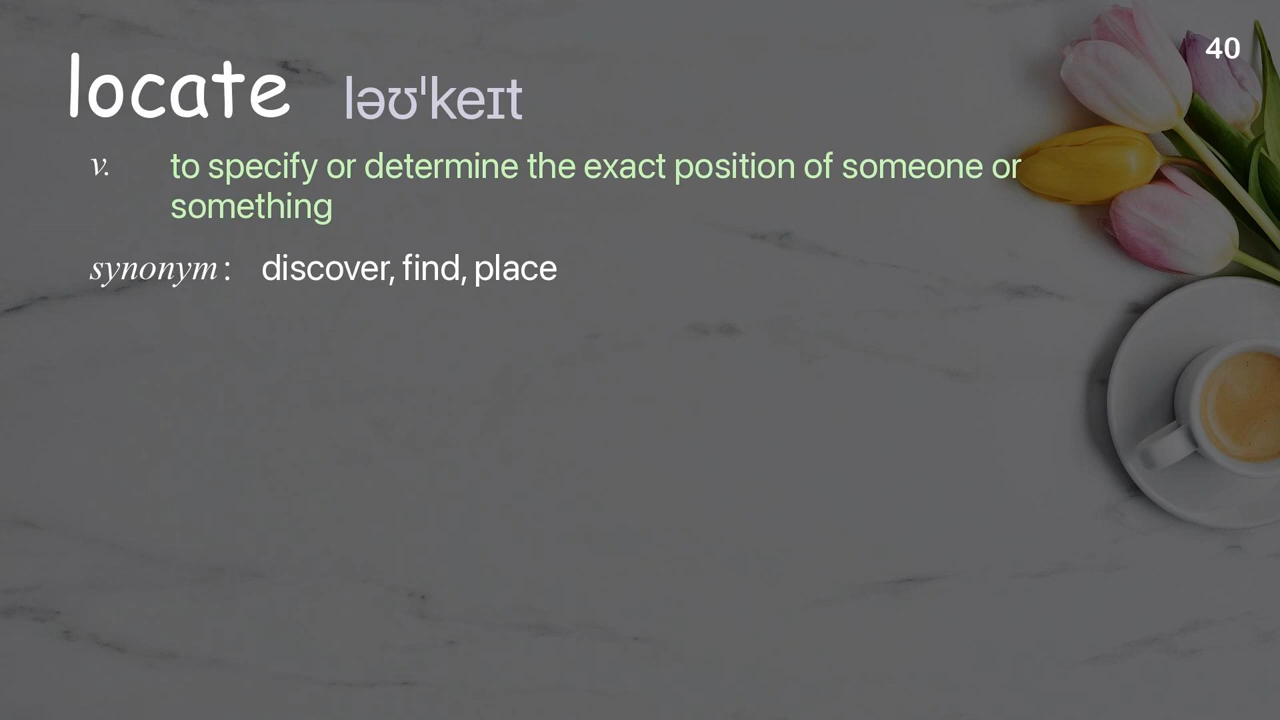 40
locate ləʊˈkeɪt
v. to specify or determine the exact position of someone or
something
synonym : discover, find, place